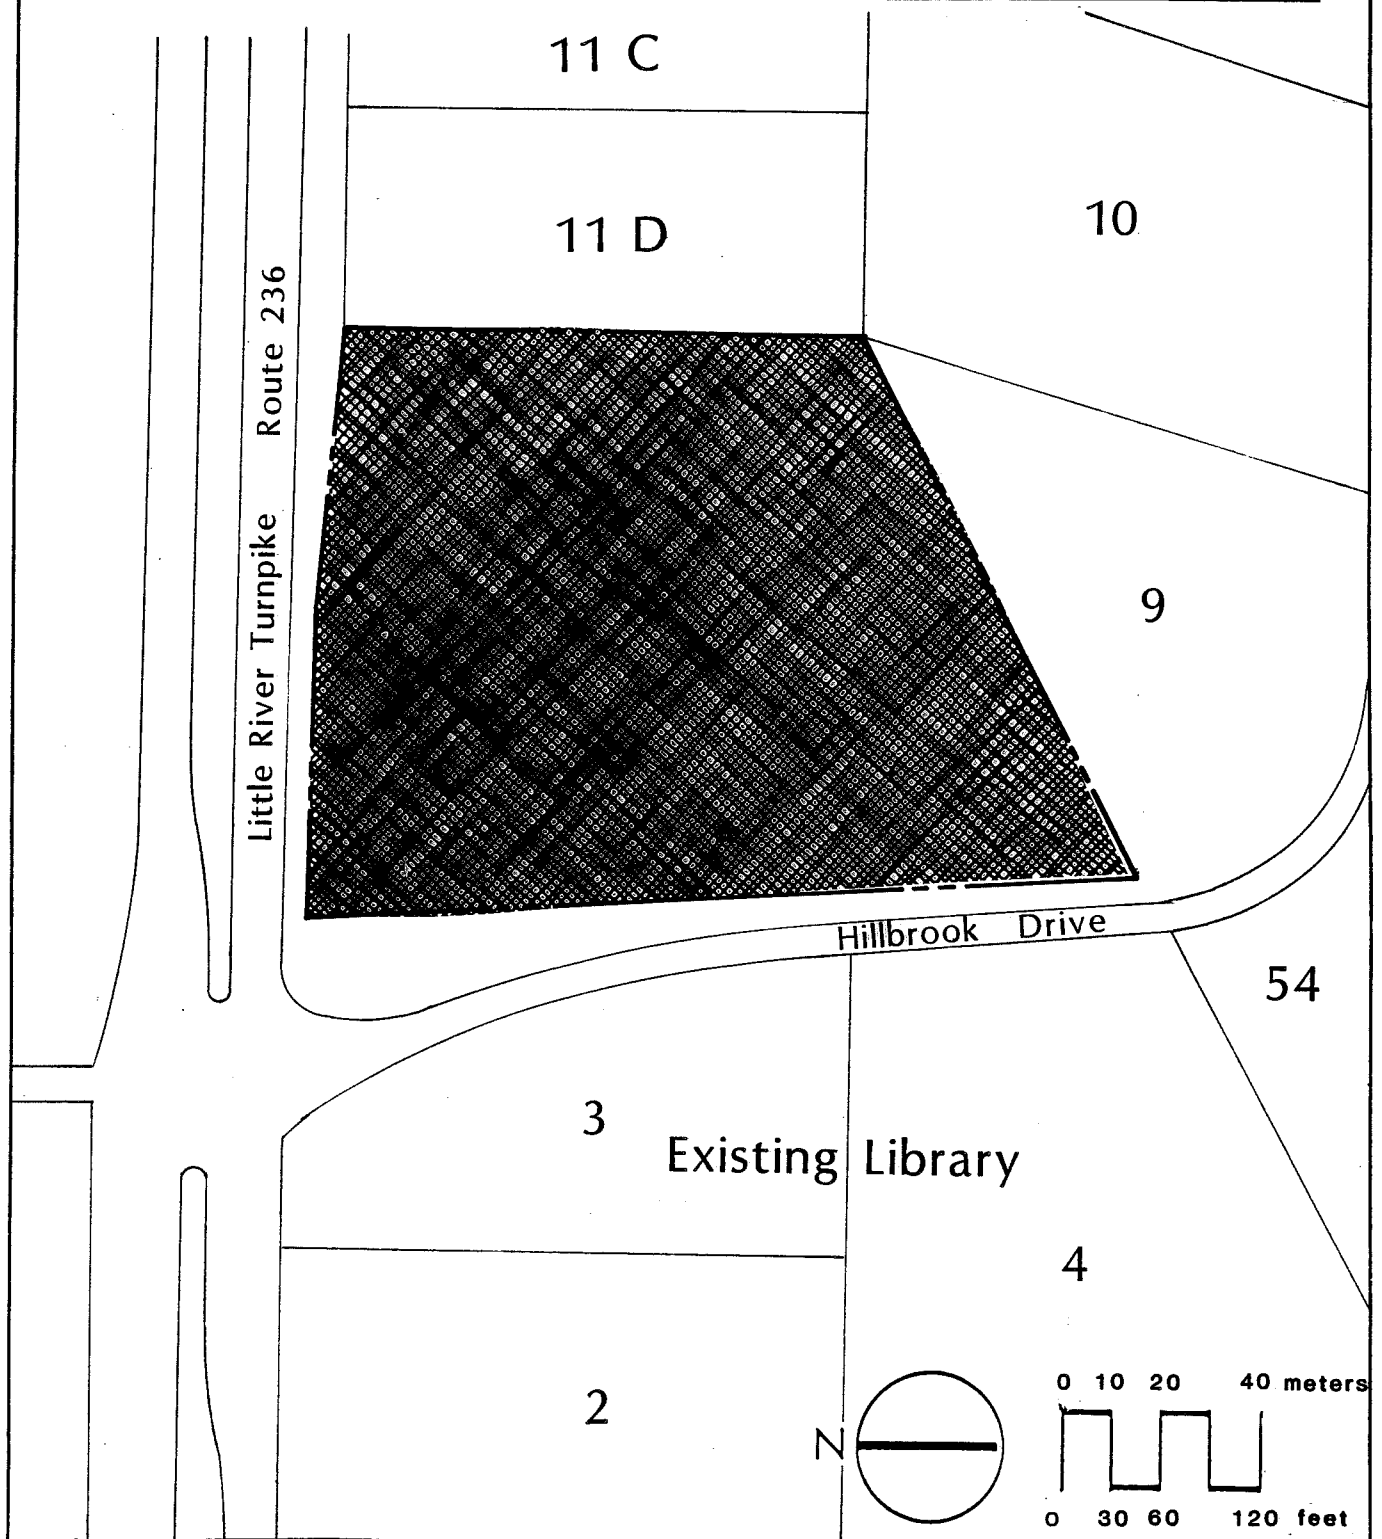 11 C
11 D
10
Little River Turnpike Route 236
9
Hillbrook Drive
54
3
Existing Library
4
2
N
0 10 20 40 meters
0 30 60 120 feet